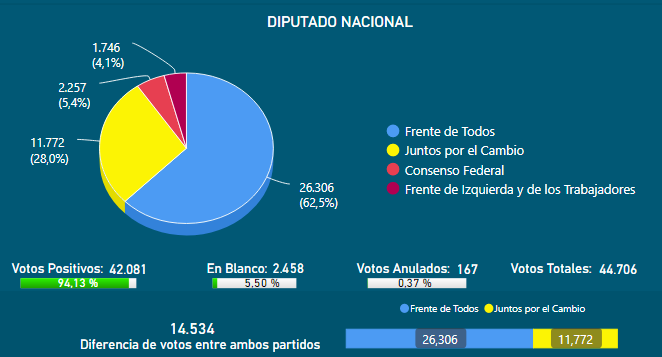 DIPUTADO NACIONAL
1.746
(4,1%)
2.257
(5,4%)
11.772
(28,0%)
26.306
(62,5%)
Frente de Todos
Juntos por el Cambio
Consenso Federal
Frente de Izquierda y de los Trabajadores
Votos Positivos: 42.081
94,13 %
En Blanco: 2.458
5.50 %
Votos Anulados: 167
0.37 %
Votos Totales: 44.706
Frente de Todos Juntos por el Cambio
14.534
Diferencia de votos entre ambos partidos
26,306 11,772